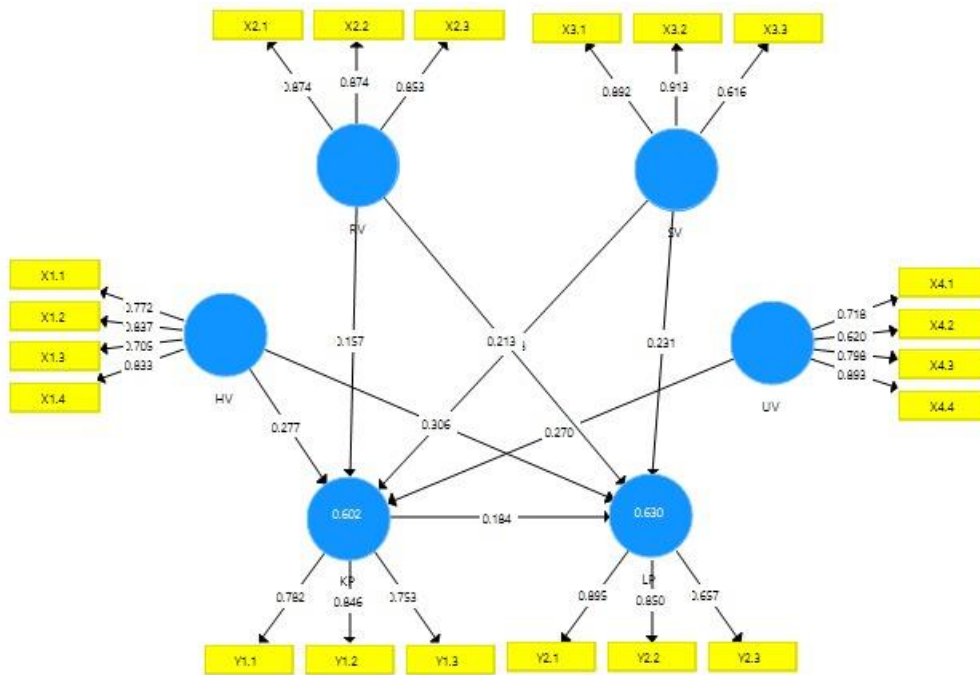 X2.1 X2.2 X2.3 X3.1 X3.2 X3.3
0.874 0.874 0.853 0.892 0.913 0.616
RV SV
X1.1 X4.1
0.772 0.718
X1.2 X4.2
0.837 0.620
X1.3 X4.3
0.705 0.798
X1.4 X4.4
0.833 0.893
HV UV
0.157 0.213 0.231
0.277 0.306 0.270
0.602 0.184 0.630
KP LP
0.782 0.846 0.753 0.895 0.850 0.657
Y1.1 Y1.2 Y1.3 Y2.1 Y2.2 Y2.3